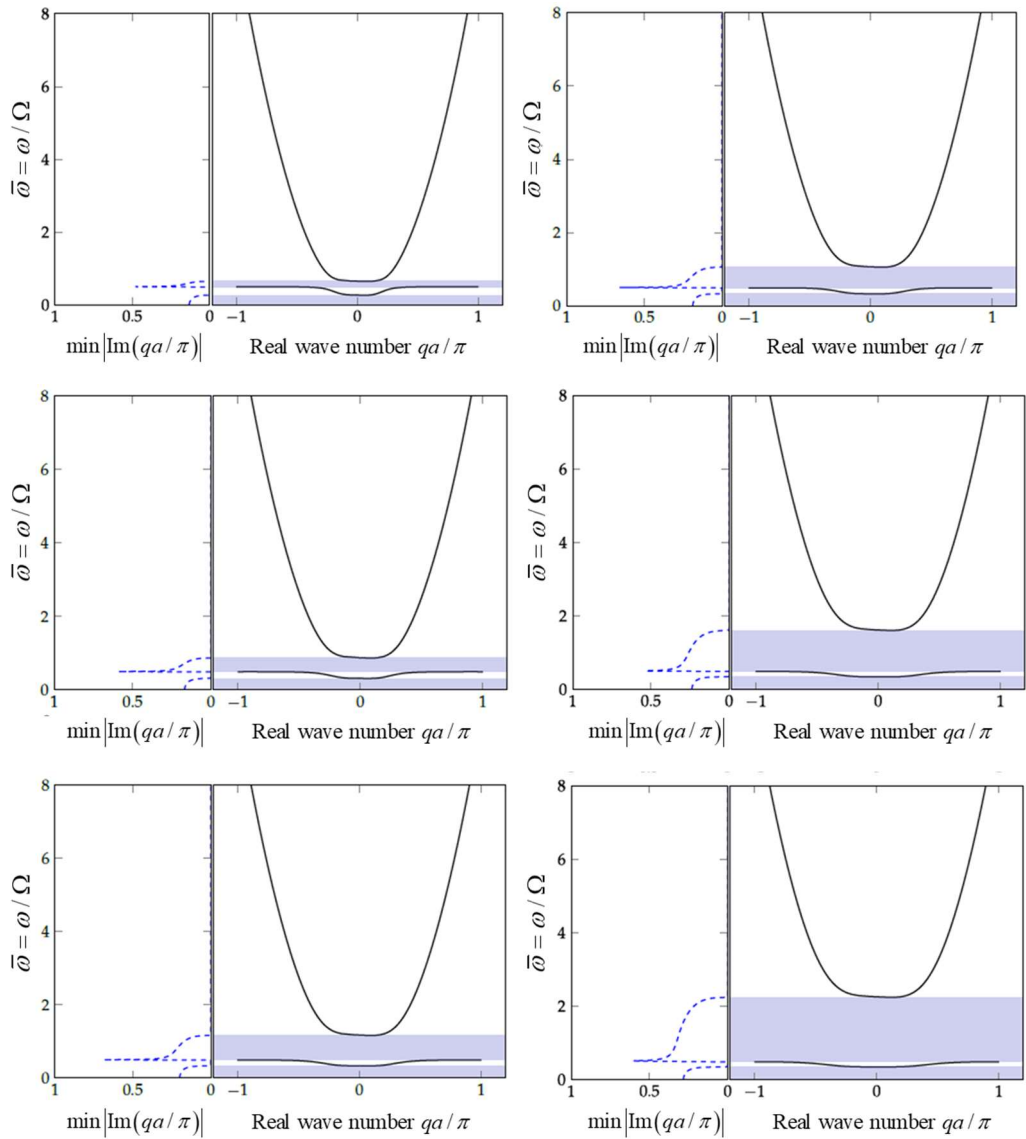 8 8
6 6
4 4
ω̅ = ω / Ω ω̅ = ω / Ω
2 2
0 0
1 0.5 0 −1 0 1 1 0.5 0 −1 0 1
min|Im(qa/π)| Real wave number qa/π min|Im(qa/π)| Real wave number qa/π
8 8
6 6
4 4
ω̅ = ω / Ω ω̅ = ω / Ω
2 2
0 0
1 0.5 0 −1 0 1 1 0.5 0 −1 0 1
min|Im(qa/π)| Real wave number qa/π min|Im(qa/π)| Real wave number qa/π
8 8
6 6
4 4
ω̅ = ω / Ω ω̅ = ω / Ω
2 2
0 0
1 0.5 0 −1 0 1 1 0.5 0 −1 0 1
min|Im(qa/π)| Real wave number qa/π min|Im(qa/π)| Real wave number qa/π